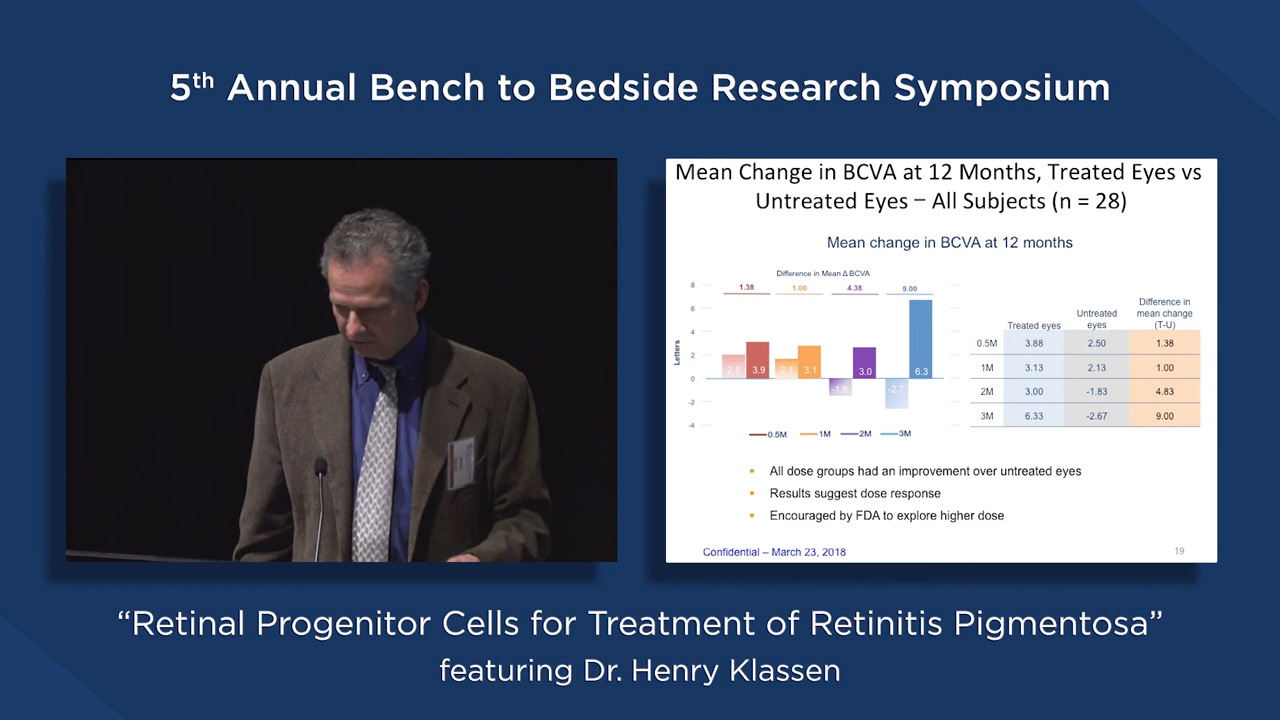 5th Annual Bench to Bedside Research Symposium
Mean Change in BCVA at 12 Months, Treated Eyes vs
Untreated Eyes – All Subjects (n = 28)
Mean change in BCVA at 12 months
Difference in Mean Δ BCVA
1.38 1.00 4.38 9.00
8
6
4
2
0
-2
-4
Letters
2.5 3.9 2.1 3.1 -1.8 3.0 -2.7 6.3
0.5M 1M 2M 3M
Treated eyes
Untreated
eyes
Difference in
mean change
(T-U)
0.5M 3.88 2.50 1.38
1M 3.13 2.13 1.00
2M 3.00 -1.83 4.83
3M 6.33 -2.67 9.00
All dose groups had an improvement over untreated eyes
Results suggest dose response
Encouraged by FDA to explore higher dose
Confidential – March 23, 2018
19
“Retinal Progenitor Cells for Treatment of Retinitis Pigmentosa”
featuring Dr. Henry Klassen